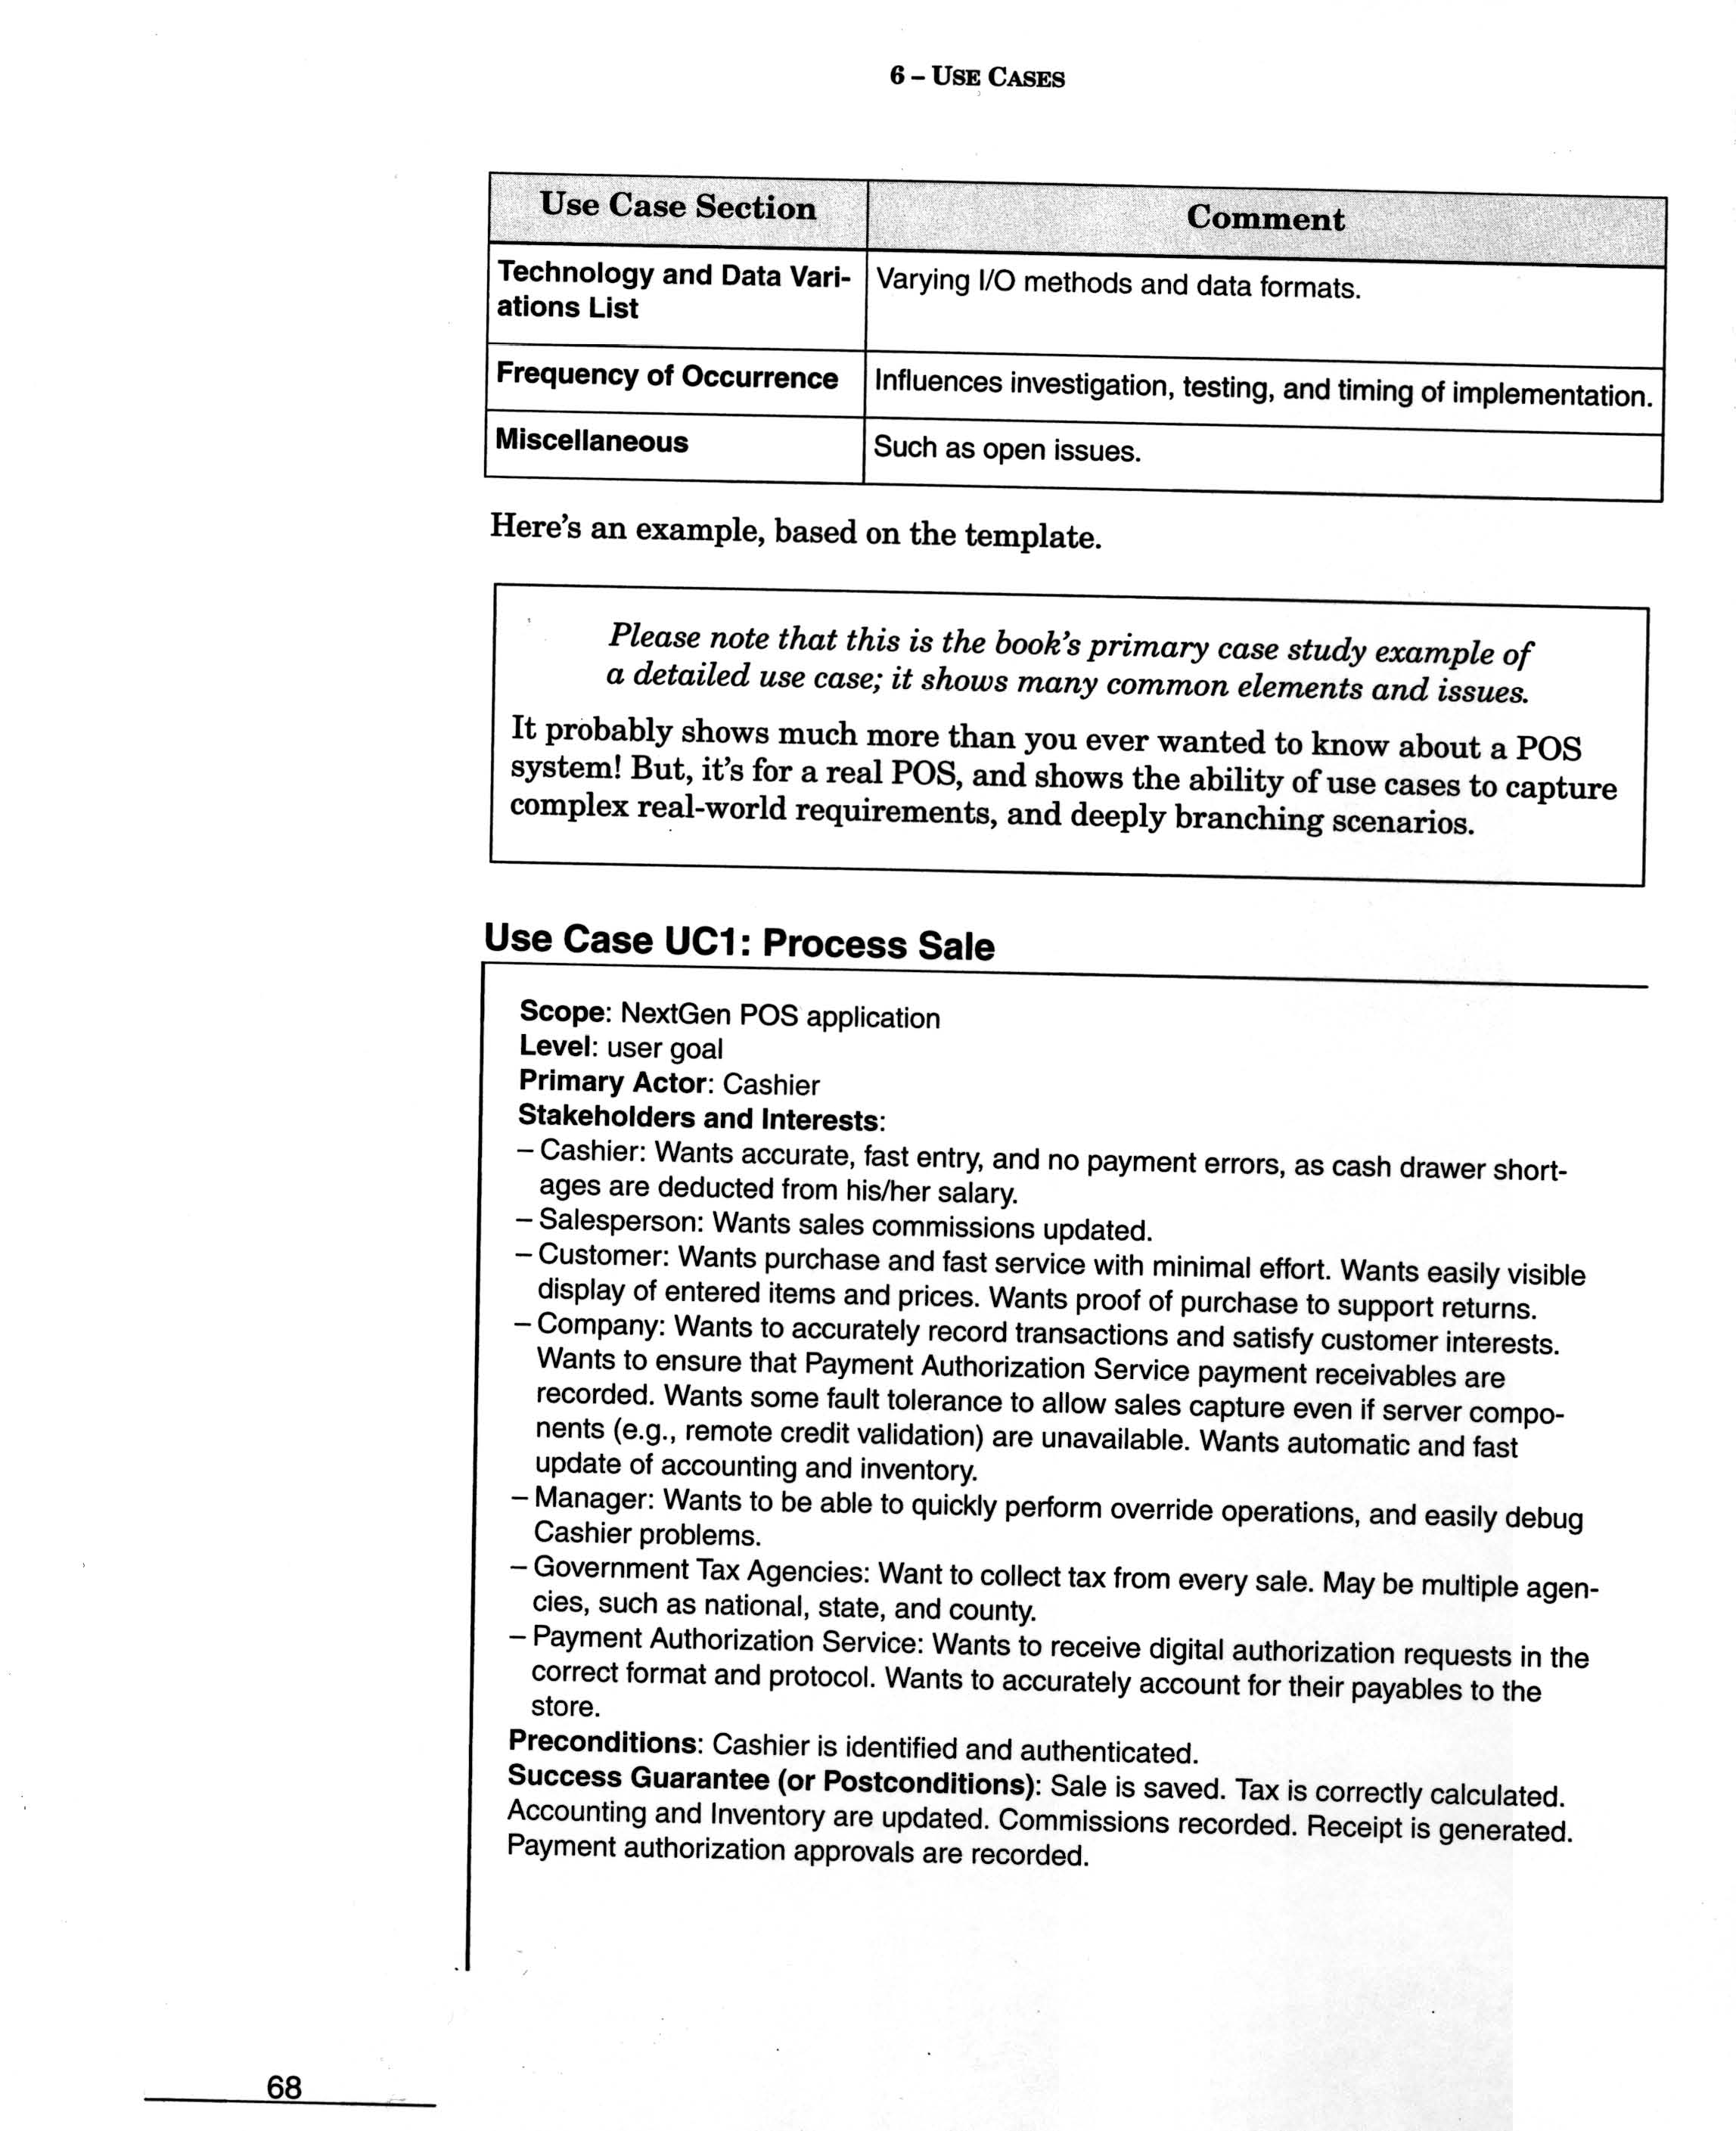 6 – USE CASES
Use Case Section
Comment
Technology and Data Vari-
ations List
Varying I/O methods and data formats.
Frequency of Occurrence
Influences investigation, testing, and timing of implementation.
Miscellaneous
Such as open issues.
Here's an example, based on the template.
Please note that this is the book's primary case study example of
a detailed use case; it shows many common elements and issues.
It probably shows much more than you ever wanted to know about a POS
system! But, it's for a real POS, and shows the ability of use cases to capture
complex real-world requirements, and deeply branching scenarios.
Use Case UC1: Process Sale
Scope: NextGen POS application
Level: user goal
Primary Actor: Cashier
Stakeholders and Interests:
– Cashier: Wants accurate, fast entry, and no payment errors, as cash drawer short-
ages are deducted from his/her salary.
– Salesperson: Wants sales commissions updated.
– Customer: Wants purchase and fast service with minimal effort. Wants easily visible
display of entered items and prices. Wants proof of purchase to support returns.
– Company: Wants to accurately record transactions and satisfy customer interests.
Wants to ensure that Payment Authorization Service payment receivables are
recorded. Wants some fault tolerance to allow sales capture even if server compo-
nents (e.g., remote credit validation) are unavailable. Wants automatic and fast
update of accounting and inventory.
– Manager: Wants to be able to quickly perform override operations, and easily debug
Cashier problems.
– Government Tax Agencies: Want to collect tax from every sale. May be multiple agen-
cies, such as national, state, and county.
– Payment Authorization Service: Wants to receive digital authorization requests in the
correct format and protocol. Wants to accurately account for their payables to the
store.
Preconditions: Cashier is identified and authenticated.
Success Guarantee (or Postconditions): Sale is saved. Tax is correctly calculated.
Accounting and Inventory are updated. Commissions recorded. Receipt is generated.
Payment authorization approvals are recorded.
68